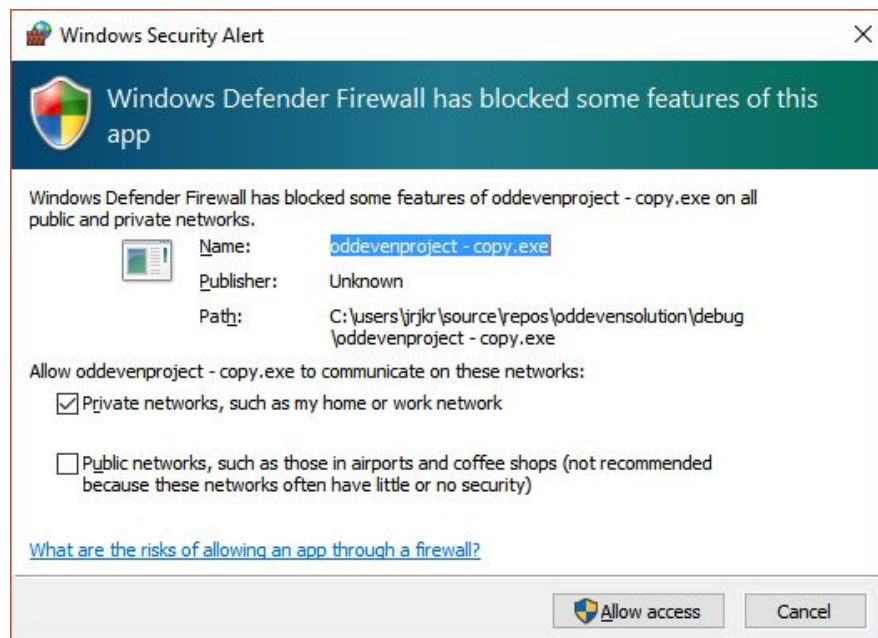 Windows Security Alert
Windows Defender Firewall has blocked some features of this
app
Windows Defender Firewall has blocked some features of oddevenproject - copy.exe on all
public and private networks.
Name: oddevenproject - copy.exe
Publisher: Unknown
Path: C:\users\jrjkr\source\repos\oddevensolution\debug
\oddevenproject - copy.exe
Allow oddevenproject - copy.exe to communicate on these networks:
Private networks, such as my home or work network
Public networks, such as those in airports and coffee shops (not recommended
because these networks often have little or no security)
What are the risks of allowing an app through a firewall?
Allow access Cancel